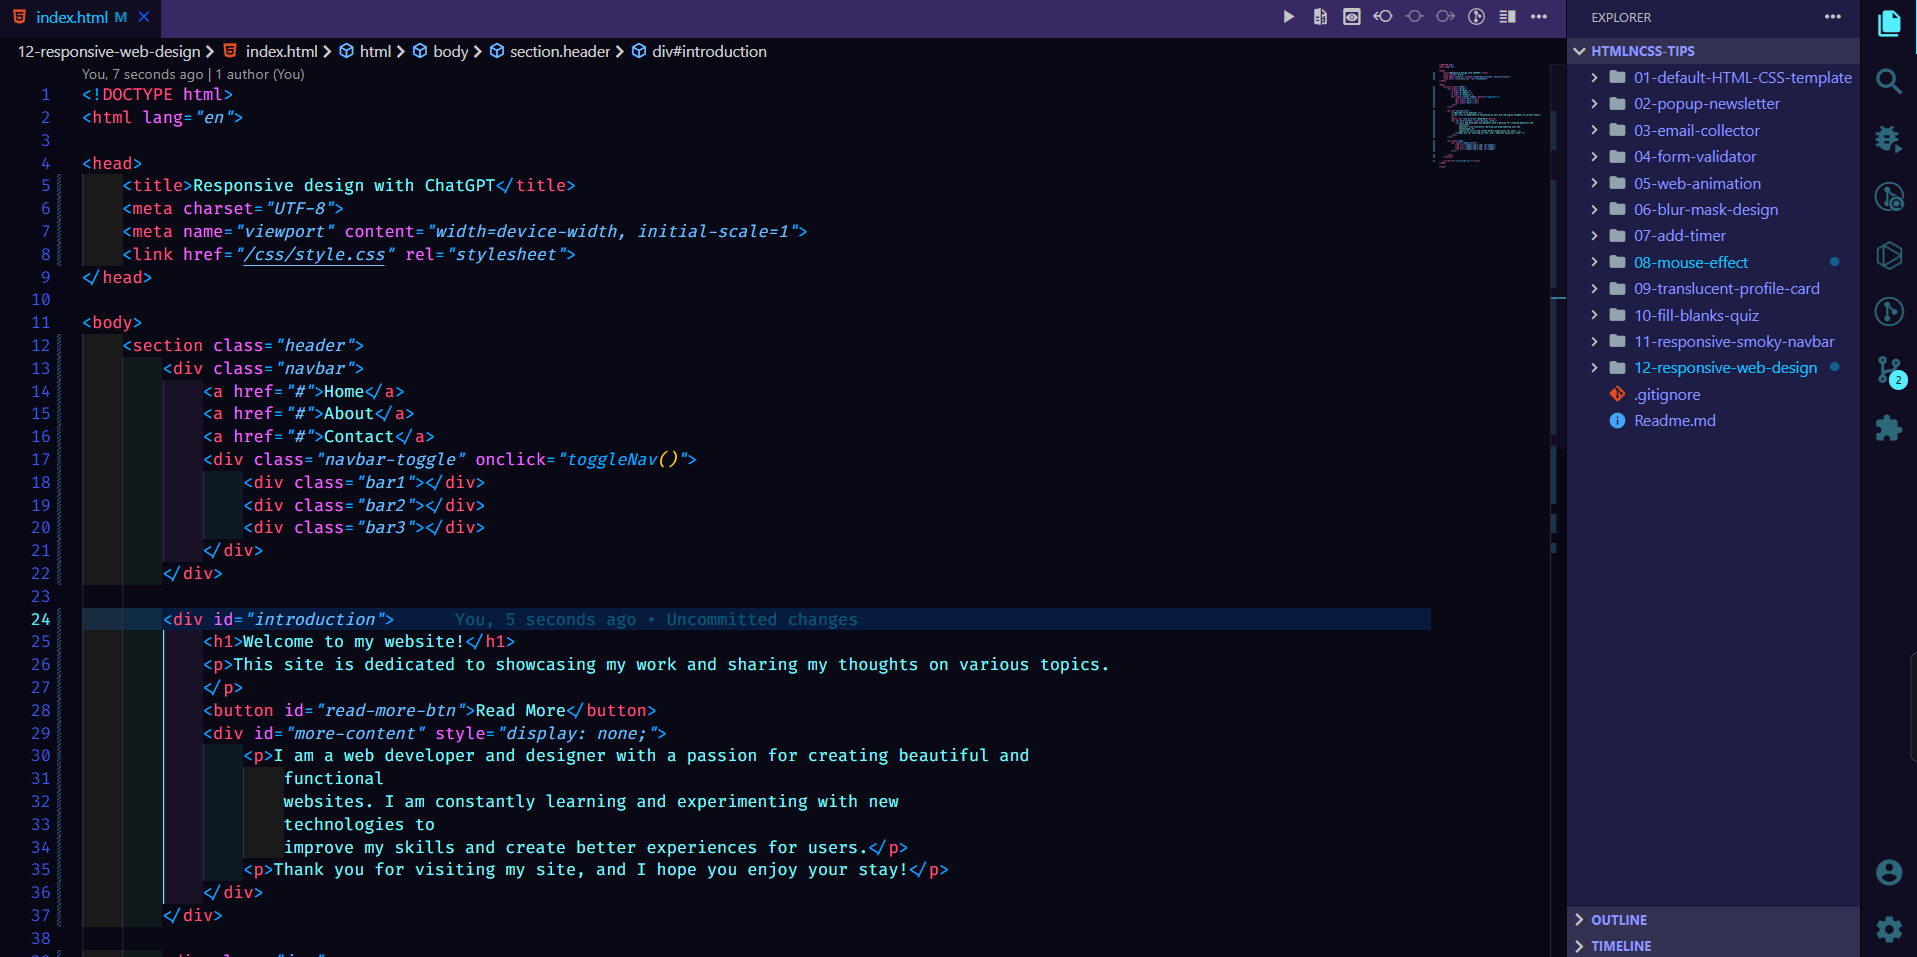 index.html M
12-responsive-web-design > index.html > html > body > section.header > div#introduction
You, 7 seconds ago | 1 author (You)
1 <!DOCTYPE html>
2 <html lang="en">
3
4 <head>
5 <title>Responsive design with ChatGPT</title>
6 <meta charset="UTF-8">
7 <meta name="viewport" content="width=device-width, initial-scale=1">
8 <link href="/css/style.css" rel="stylesheet">
9 </head>
10
11 <body>
12 <section class="header">
13 <div class="navbar">
14 <a href="#">Home</a>
15 <a href="#">About</a>
16 <a href="#">Contact</a>
17 <div class="navbar-toggle" onclick="toggleNav()">
18 <div class="bar1"></div>
19 <div class="bar2"></div>
20 <div class="bar3"></div>
21 </div>
22 </div>
23
24 <div id="introduction"> You, 5 seconds ago • Uncommitted changes
25 <h1>Welcome to my website!</h1>
26 <p>This site is dedicated to showcasing my work and sharing my thoughts on various topics.
27 </p>
28 <button id="read-more-btn">Read More</button>
29 <div id="more-content" style="display: none;">
30 <p>I am a web developer and designer with a passion for creating beautiful and
31 functional
32 websites. I am constantly learning and experimenting with new
33 technologies to
34 improve my skills and create better experiences for users.</p>
35 <p>Thank you for visiting my site, and I hope you enjoy your stay!</p>
36 </div>
37 </div>
38
EXPLORER
HTMLNCSS-TIPS
01-default-HTML-CSS-template
02-popup-newsletter
03-email-collector
04-form-validator
05-web-animation
06-blur-mask-design
07-add-timer
08-mouse-effect
09-translucent-profile-card
10-fill-blanks-quiz
11-responsive-smoky-navbar
12-responsive-web-design
.gitignore
Readme.md
OUTLINE
TIMELINE
2